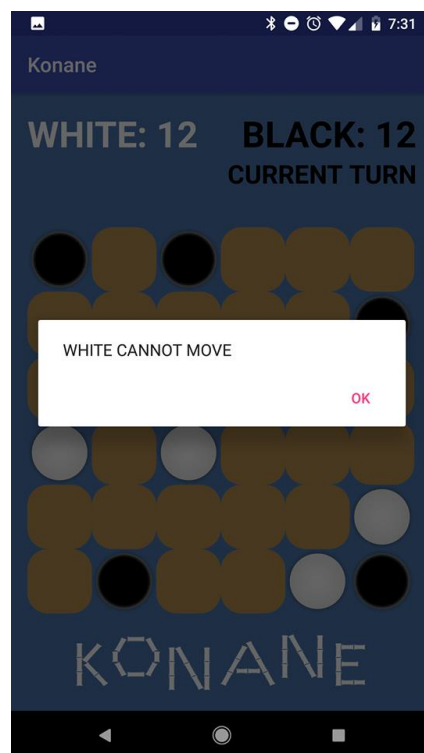 7:31
Konane
WHITE: 12 BLACK: 12
CURRENT TURN
WHITE CANNOT MOVE
OK
KONANE